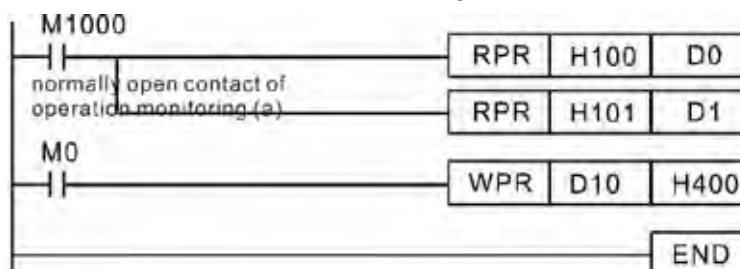 M1000
RPR H100 D0
normally open contact of
operation monitoring (a)
RPR H101 D1
M0
WPR D10 H400
END